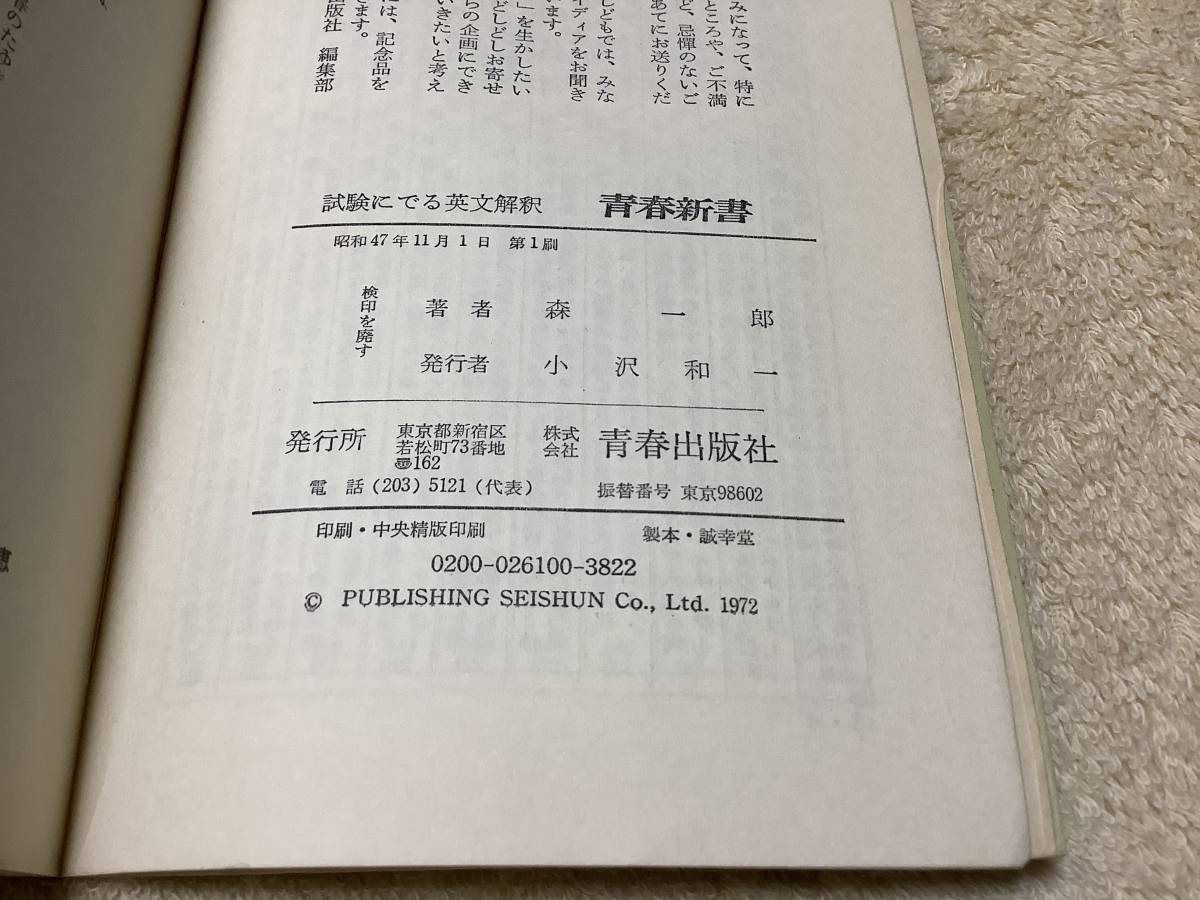 みになって、特に
ところや、ご不満
ど、忌憚のないご
あてにお送りくだ
しどもでは、みな
イディアをお聞き
います。
」を生かしたい
どしどしお寄せ
らの企画にでき
いきたいと考え
には、記念品を
きます。
出版社 編集部
試験にでる英文解釈 青春新書
昭和47年11月1日 第1刷
検印を廃す
著者 森一郎
発行者 小沢和一
発行所 東京都新宿区
若松町73番地
〠162
株式
会社
青春出版社
電話(203)5121(代表) 振替番号 東京98602
印刷・中央精版印刷 製本・誠幸堂
0200-026100-3822
© PUBLISHING SEISHUN Co., Ltd. 1972